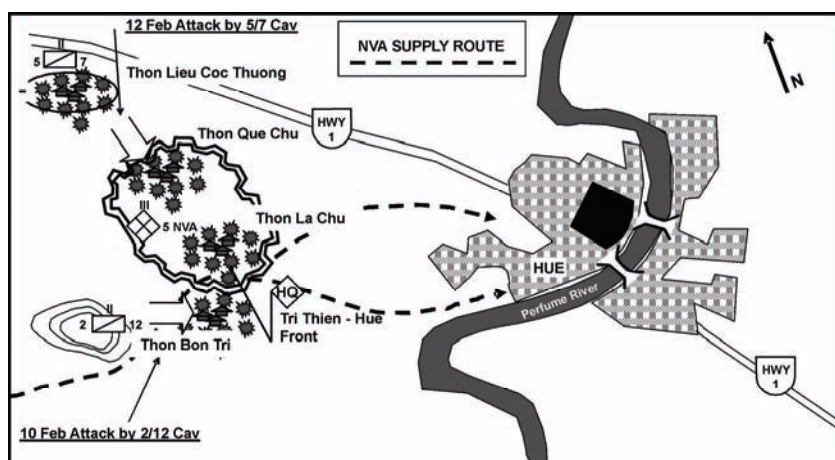 12 Feb Attack by 5/7 Cav
NVA SUPPLY ROUTE
N
II
5 7
Thon Lieu Coc Thuong
HWY
1
Thon Que Chu
III
5 NVA
Thon La Chu
HUE
HQ
Perfume River
II
2 12
Tri Thien - Hue
Front
Thon Bon Tri
HWY
1
10 Feb Attack by 2/12 Cav